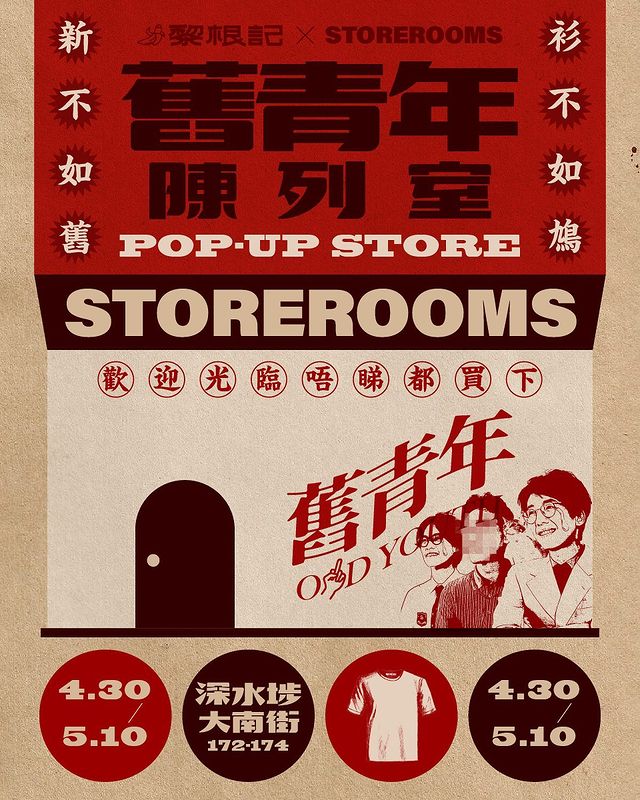 黎根記 × STOREROOMS
舊青年
陳列室
POP-UP STORE
新不如舊
衫不如鳩
STOREROOMS
歡迎光臨唔睇都買下
舊青年
4.30
/
5.10
深水埗
大南街
172-174
4.30
/
5.10